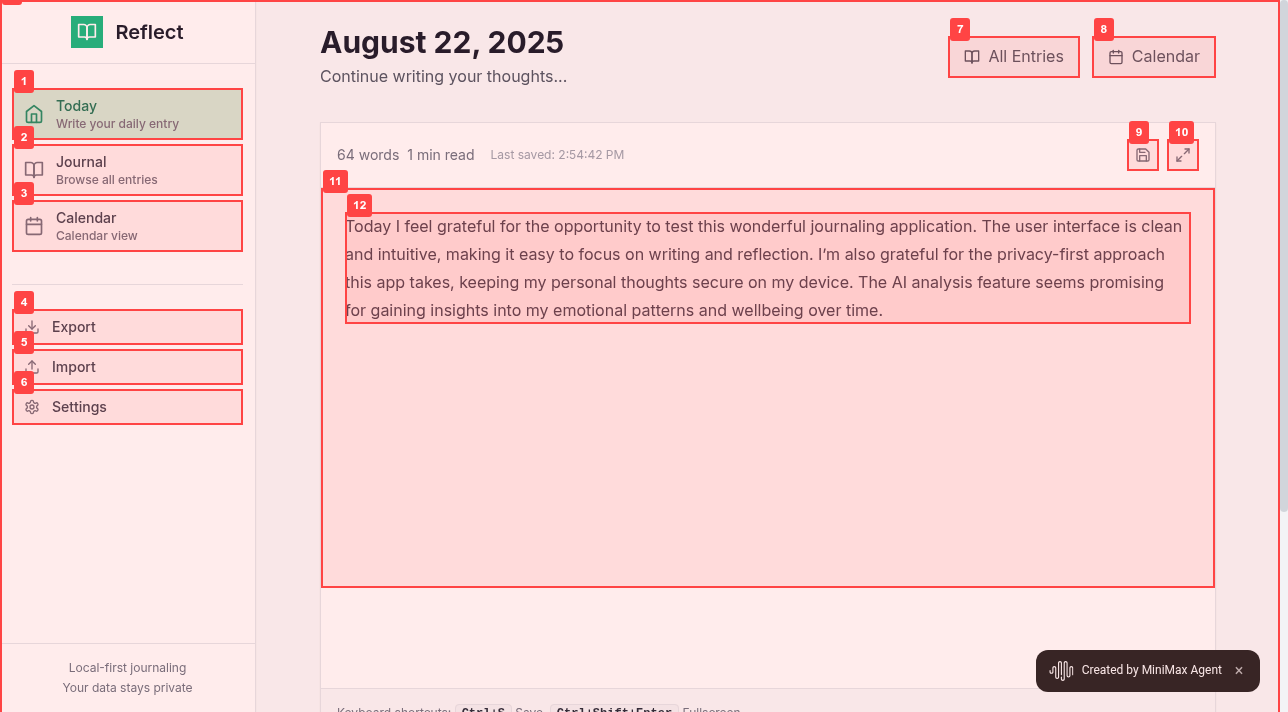 Reflect
1
Today
Write your daily entry
2
Journal
Browse all entries
3
Calendar
Calendar view
4
Export
5
Import
6
Settings
Local-first journaling
Your data stays private
August 22, 2025
Continue writing your thoughts...
7
All Entries
8
Calendar
64 words 1 min read Last saved: 2:54:42 PM
9
10
11
12
Today I feel grateful for the opportunity to test this wonderful journaling application. The user interface is clean
and intuitive, making it easy to focus on writing and reflection. I'm also grateful for the privacy-first approach
this app takes, keeping my personal thoughts secure on my device. The AI analysis feature seems promising
for gaining insights into my emotional patterns and wellbeing over time.
Keyboard shortcuts: Ctrl+S Save Ctrl+Shift+Enter Fullscreen
Created by MiniMax Agent ×